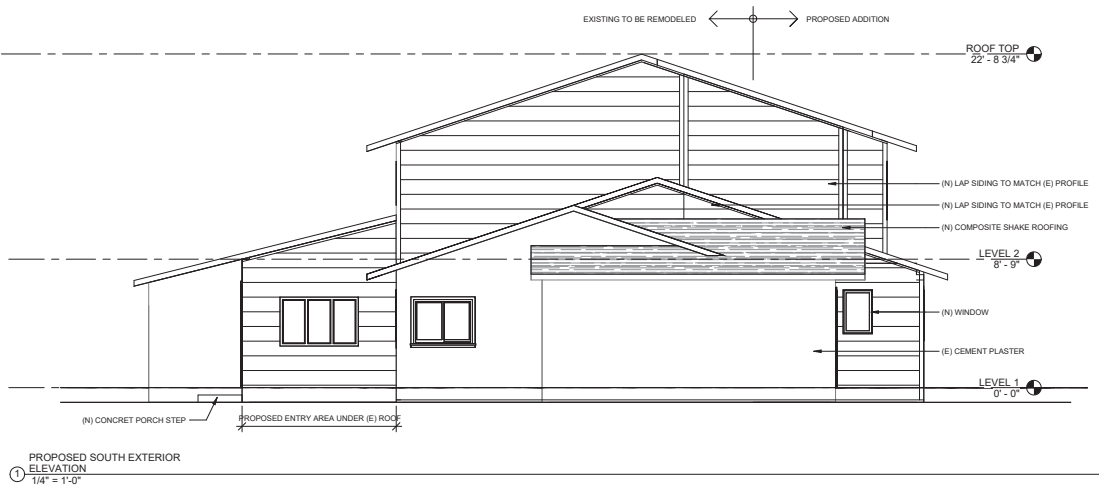 EXISTING TO BE REMODELED
PROPOSED ADDITION
ROOF TOP
22' - 8 3/4"
(N) LAP SIDING TO MATCH (E) PROFILE
(N) LAP SIDING TO MATCH (E) PROFILE
(N) COMPOSITE SHAKE ROOFING
LEVEL 2
8' - 9"
(N) WINDOW
(E) CEMENT PLASTER
LEVEL 1
0' - 0"
(N) CONCRET PORCH STEP
PROPOSED ENTRY AREA UNDER (E) ROOF
1
PROPOSED SOUTH EXTERIOR
ELEVATION
1/4" = 1'-0"